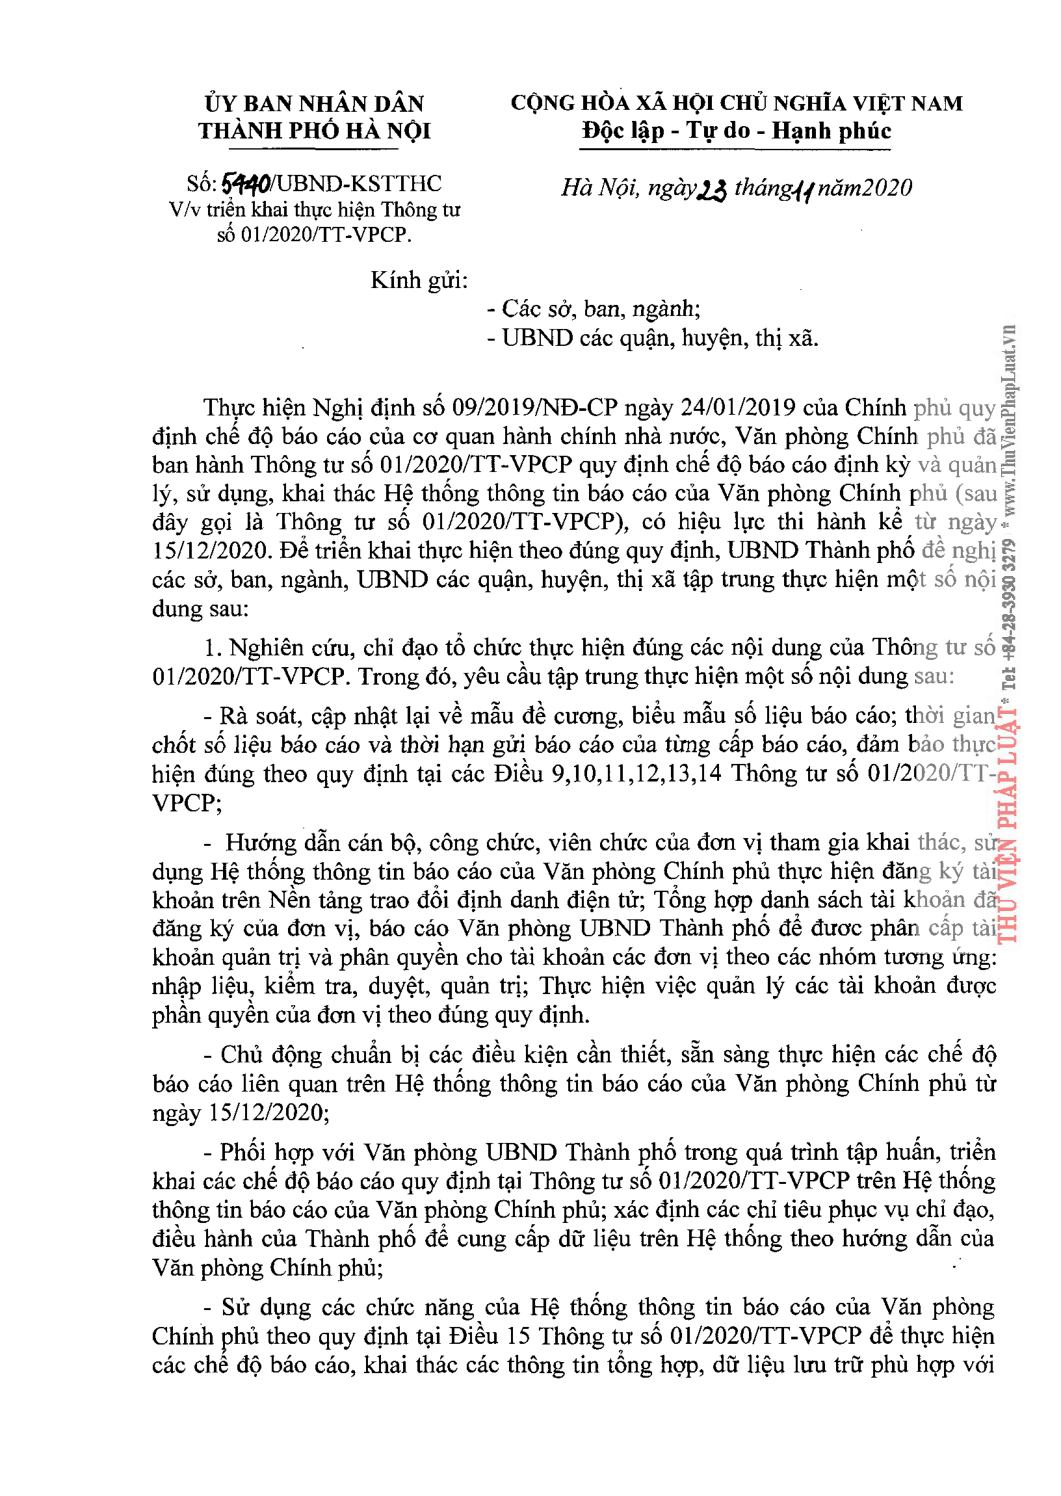 ỦY BAN NHÂN DÂN
THÀNH PHỐ HÀ NỘI
CỘNG HÒA XÃ HỘI CHỦ NGHĨA VIỆT NAM
Độc lập - Tự do - Hạnh phúc
Số: 5440/UBND-KSTTHC
V/v triển khai thực hiện Thông tư
số 01/2020/TT-VPCP.
Hà Nội, ngày 23 tháng 11 năm 2020
Kính gửi:
- Các sở, ban, ngành;
- UBND các quận, huyện, thị xã.
Thực hiện Nghị định số 09/2019/NĐ-CP ngày 24/01/2019 của Chính phủ quy
định chế độ báo cáo của cơ quan hành chính nhà nước, Văn phòng Chính phủ đã
ban hành Thông tư số 01/2020/TT-VPCP quy định chế độ báo cáo định kỳ và quản
lý, sử dụng, khai thác Hệ thống thông tin báo cáo của Văn phòng Chính phủ (sau
đây gọi là Thông tư số 01/2020/TT-VPCP), có hiệu lực thi hành kể từ ngày
15/12/2020. Để triển khai thực hiện theo đúng quy định, UBND Thành phố đề nghị
các sở, ban, ngành, UBND các quận, huyện, thị xã tập trung thực hiện một số nội
dung sau:
1. Nghiên cứu, chỉ đạo tổ chức thực hiện đúng các nội dung của Thông tư số
01/2020/TT-VPCP. Trong đó, yêu cầu tập trung thực hiện một số nội dung sau:
- Rà soát, cập nhật lại về mẫu đề cương, biểu mẫu số liệu báo cáo; thời gian
chốt số liệu báo cáo và thời hạn gửi báo cáo của từng cấp báo cáo, đảm bảo thực
hiện đúng theo quy định tại các Điều 9,10,11,12,13,14 Thông tư số 01/2020/TT-
VPCP;
- Hướng dẫn cán bộ, công chức, viên chức của đơn vị tham gia khai thác, sử
dụng Hệ thống thông tin báo cáo của Văn phòng Chính phủ thực hiện đăng ký tài
khoản trên Nền tảng trao đổi định danh điện tử; Tổng hợp danh sách tài khoản đã
đăng ký của đơn vị, báo cáo Văn phòng UBND Thành phố để đươc phân cấp tài
khoản quản trị và phân quyền cho tài khoản các đơn vị theo các nhóm tương ứng:
nhập liệu, kiểm tra, duyệt, quản trị; Thực hiện việc quản lý các tài khoản được
phần quyền của đơn vị theo đúng quy định.
- Chủ động chuẩn bị các điều kiện cần thiết, sẵn sàng thực hiện các chế độ
báo cáo liên quan trên Hệ thống thông tin báo cáo của Văn phòng Chính phủ từ
ngày 15/12/2020;
- Phối hợp với Văn phòng UBND Thành phố trong quá trình tập huấn, triển
khai các chế độ báo cáo quy định tại Thông tư số 01/2020/TT-VPCP trên Hệ thống
thông tin báo cáo của Văn phòng Chính phủ; xác định các chỉ tiêu phục vụ chỉ đạo,
điều hành của Thành phố để cung cấp dữ liệu trên Hệ thống theo hướng dẫn của
Văn phòng Chính phủ;
- Sử dụng các chức năng của Hệ thống thông tin báo cáo của Văn phòng
Chính phủ theo quy định tại Điều 15 Thông tư số 01/2020/TT-VPCP để thực hiện
các chế độ báo cáo, khai thác các thông tin tổng hợp, dữ liệu lưu trữ phù hợp với
THƯ VIỆN PHÁP LUẬT * Tel: +84-28-3930 3279 * www.ThuVienPhapLuat.vn